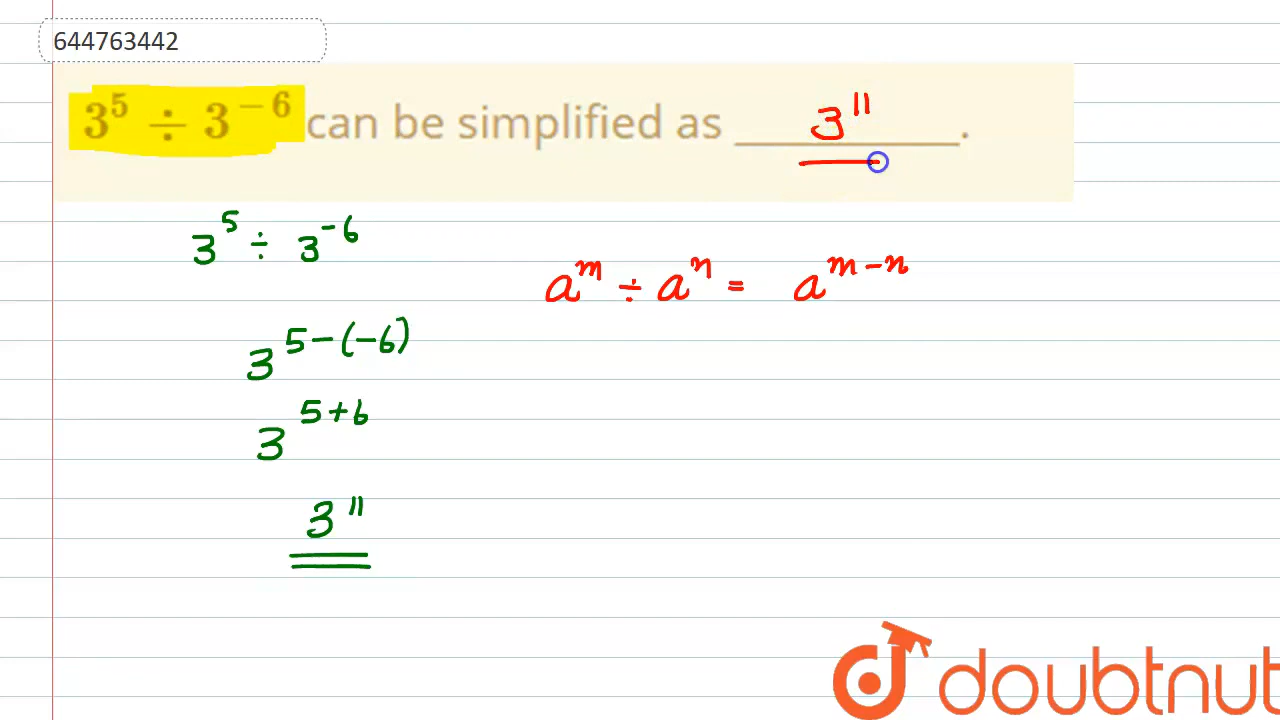 644763442
3⁵ ÷ 3⁻⁶ can be simplified as 3¹¹.
3⁵ ÷ 3⁻⁶
aᵐ ÷ aⁿ = aᵐ⁻ⁿ
3⁵⁻⁽⁻⁶⁾
3⁵⁺⁶
3¹¹
doubtnut